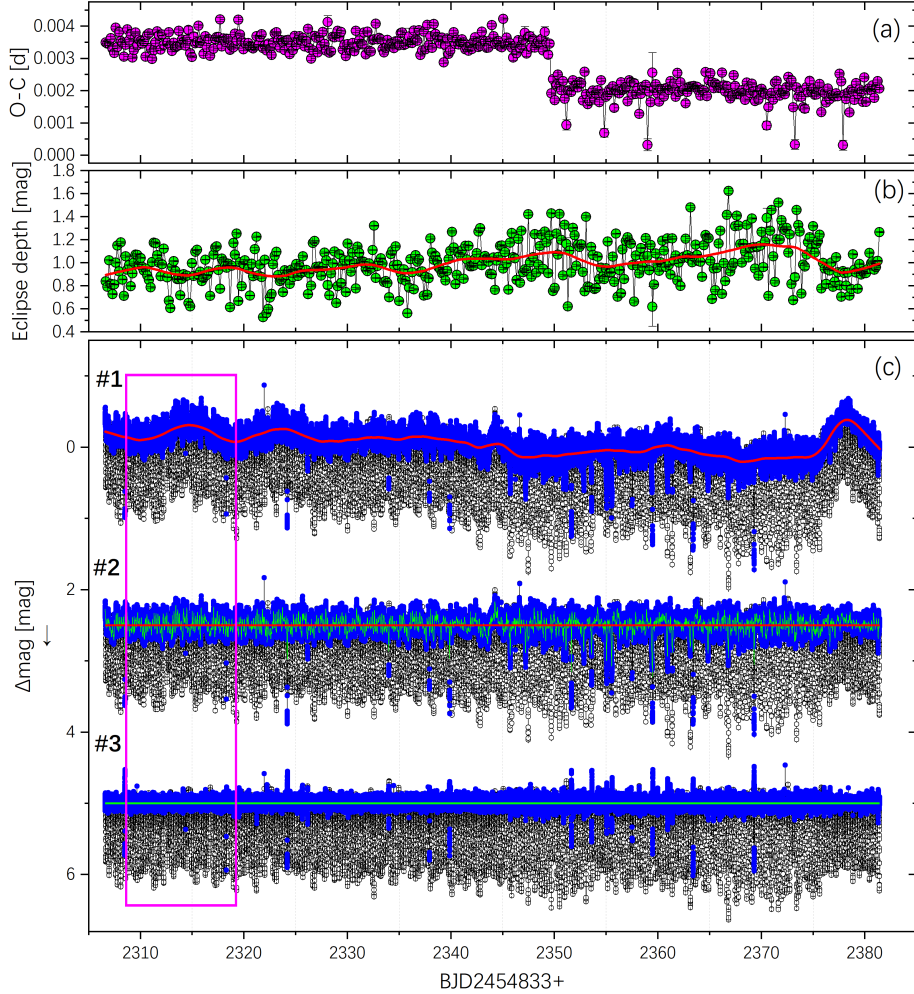 (a)
O-C [d]
0.004
0.003
0.002
0.001
0.000
(b)
Eclipse depth [mag]
1.8
1.6
1.4
1.2
1.0
0.8
0.6
0.4
(c)
#1
#2
#3
Δmag [mag]
←
0
2
4
6
2310 2320 2330 2340 2350 2360 2370 2380
BJD2454833+